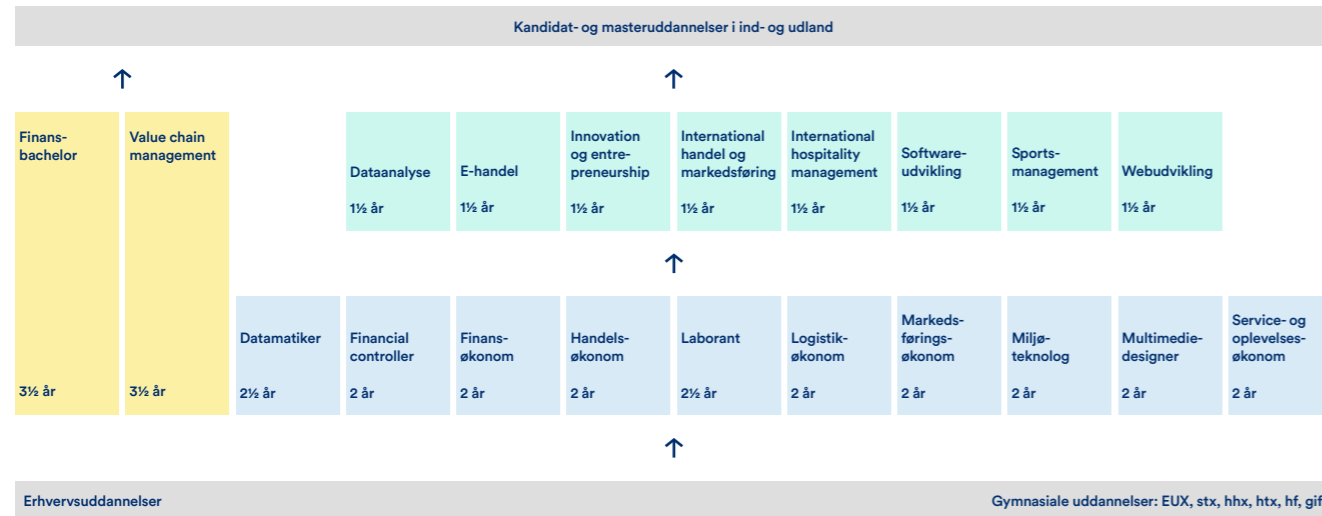 Kandidat- og masteruddannelser i ind- og udland
Finans-
bachelor
3½ år
Value chain
management
3½ år
Dataanalyse
1½ år
E-handel
1½ år
Innovation
og entre-
preneurship
1½ år
International
handel og
markedsføring
1½ år
International
hospitality
management
1½ år
Software-
udvikling
1½ år
Sports-
management
1½ år
Webudvikling
1½ år
Datamatiker
2½ år
Financial
controller
2 år
Finans-
økonom
2 år
Handels-
økonom
2 år
Laborant
2½ år
Logistik-
økonom
2 år
Markeds-
førings-
økonom
2 år
Miljø-
teknolog
2 år
Multimedie-
designer
2 år
Service- og
oplevelses-
økonom
2 år
Erhvervsuddannelser
Gymnasiale uddannelser: EUX, stx, hhx, htx, hf, gif